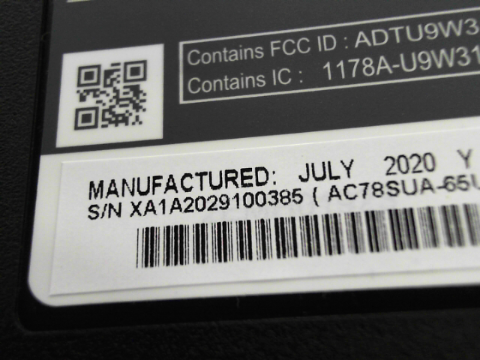 Contains FCC ID : ADTU9W3
Contains IC : 1178A-U9W31
MANUFACTURED: JULY 2020 Y
S/N XA1A2029100385 ( AC78SUA-65U